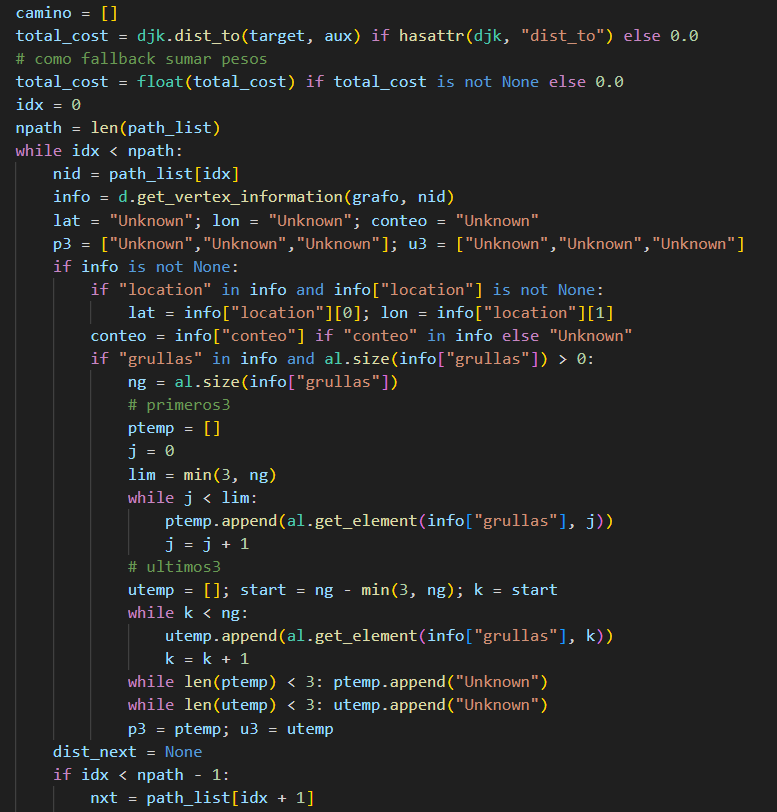 camino = []
total_cost = djk.dist_to(target, aux) if hasattr(djk, "dist_to") else 0.0
# como fallback sumar pesos
total_cost = float(total_cost) if total_cost is not None else 0.0
idx = 0
npath = len(path_list)
while idx < npath:
    nid = path_list[idx]
    info = d.get_vertex_information(grafo, nid)
    lat = "Unknown"; lon = "Unknown"; conteo = "Unknown"
    p3 = ["Unknown","Unknown","Unknown"]; u3 = ["Unknown","Unknown","Unknown"]
    if info is not None:
        if "location" in info and info["location"] is not None:
            lat = info["location"][0]; lon = info["location"][1]
        conteo = info["conteo"] if "conteo" in info else "Unknown"
        if "grullas" in info and al.size(info["grullas"]) > 0:
            ng = al.size(info["grullas"])
            # primeros3
            ptemp = []
            j = 0
            lim = min(3, ng)
            while j < lim:
                ptemp.append(al.get_element(info["grullas"], j))
                j = j + 1
            # ultimos3
            utemp = []; start = ng - min(3, ng); k = start
            while k < ng:
                utemp.append(al.get_element(info["grullas"], k))
                k = k + 1
            while len(ptemp) < 3: ptemp.append("Unknown")
            while len(utemp) < 3: utemp.append("Unknown")
            p3 = ptemp; u3 = utemp
    dist_next = None
    if idx < npath - 1:
        nxt = path_list[idx + 1]